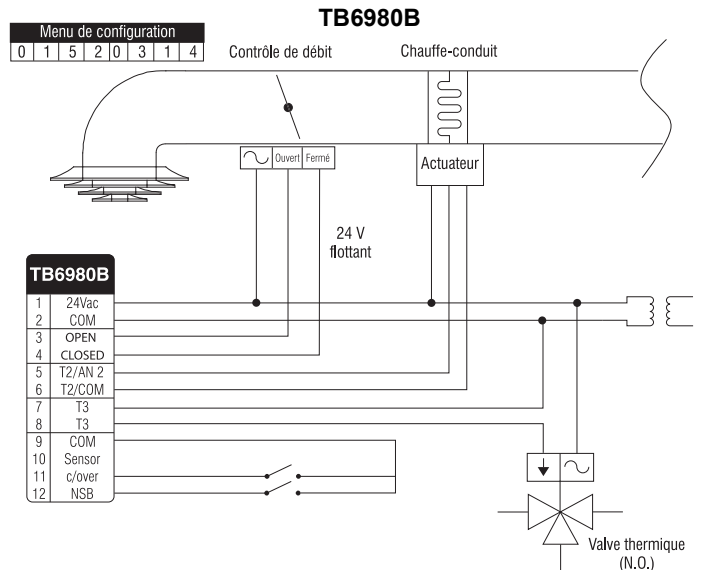 TB6980B
Menu de configuration
0 1 5 2 0 3 1 4
Contrôle de débit
Chauffe-conduit
Ouvert Fermé
Actuateur
24 V
flottant
TB6980B
1 24Vac
2 COM
3 OPEN
4 CLOSED
5 T2/AN 2
6 T2/COM
7 T3
8 T3
9 COM
10 Sensor
11 c/over
12 NSB
Valve thermique
(N.O.)